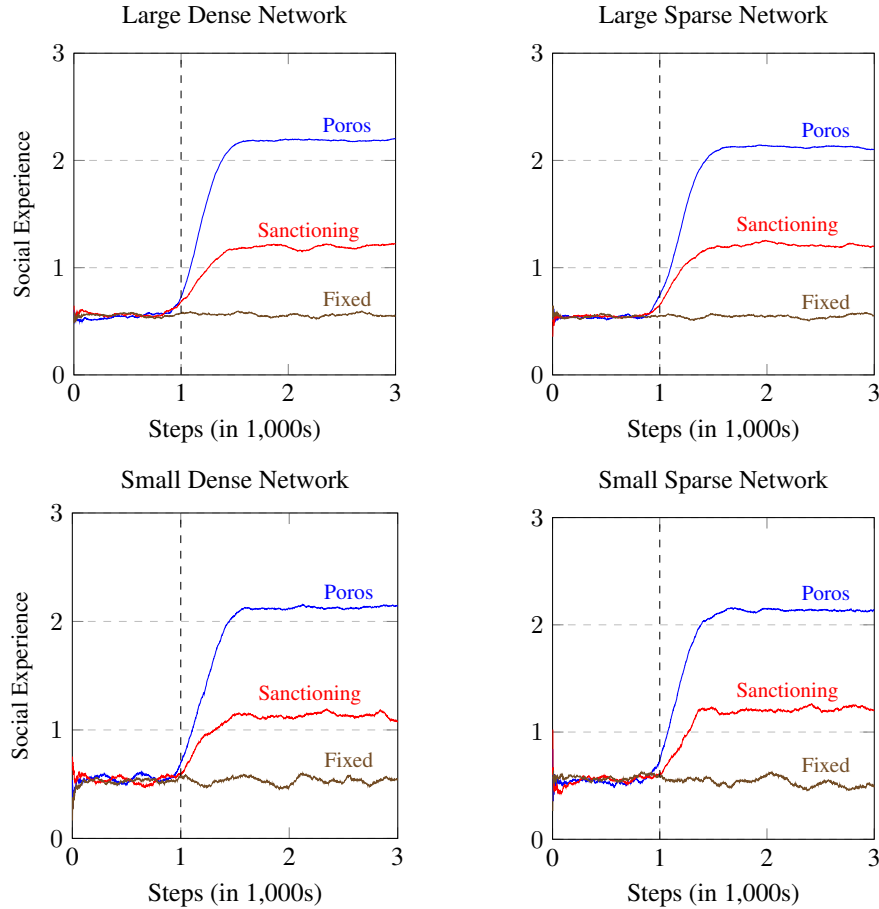 Large Dense Network
3
2
1
0
Social Experience
Poros
Sanctioning
Fixed
0 1 2 3
Steps (in 1,000s)
Large Sparse Network
3
2
1
0
Poros
Sanctioning
Fixed
0 1 2 3
Steps (in 1,000s)
Small Dense Network
3
2
1
0
Social Experience
Poros
Sanctioning
Fixed
0 1 2 3
Steps (in 1,000s)
Small Sparse Network
3
2
1
0
Poros
Sanctioning
Fixed
0 1 2 3
Steps (in 1,000s)